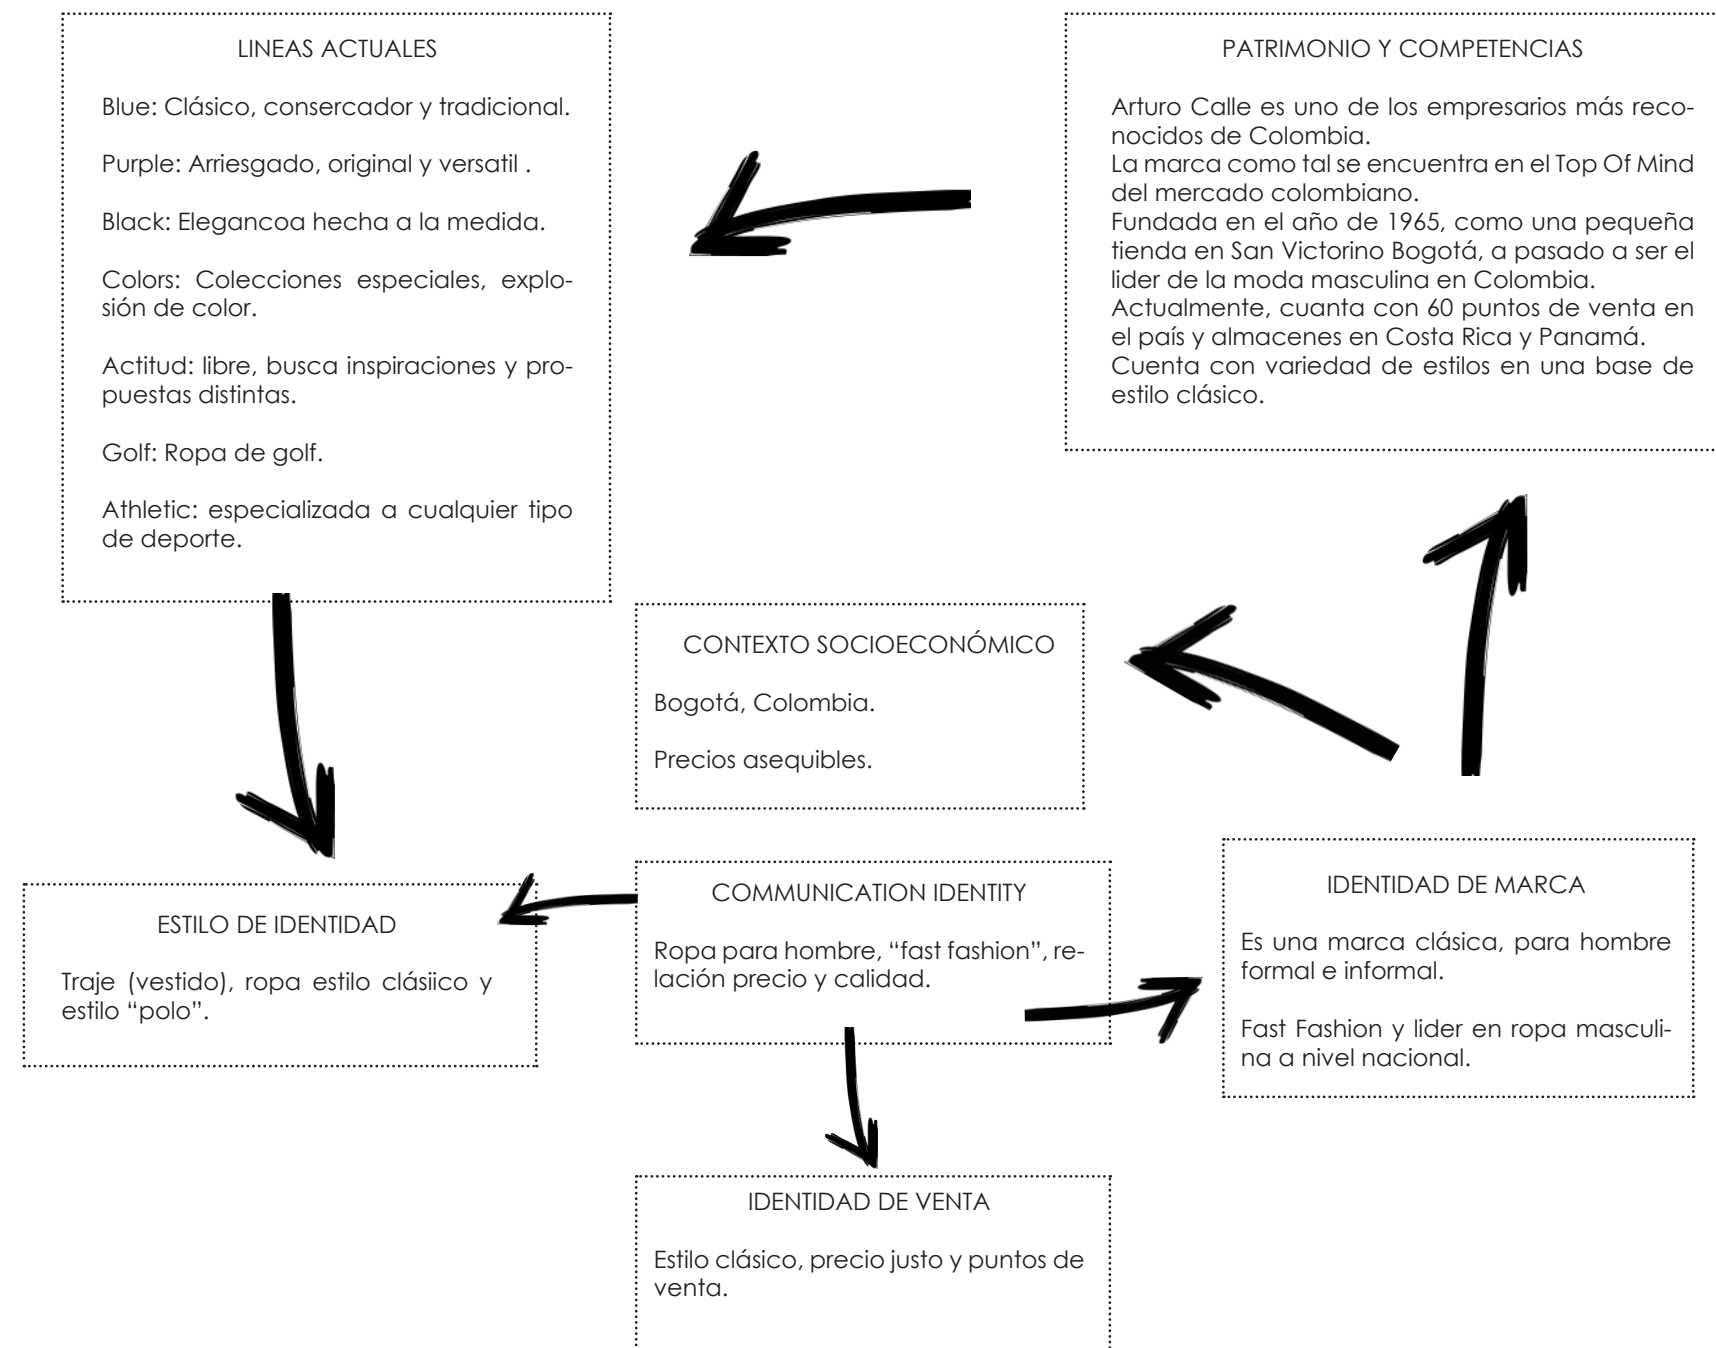 LINEAS ACTUALES
Blue: Clásico, consercador y tradicional.
Purple: Arriesgado, original y versatil .
Black: Elegancoa hecha a la medida.
Colors: Colecciones especiales, explo-
sión de color.
Actitud: libre, busca inspiraciones y pro-
puestas distintas.
Golf: Ropa de golf.
Athletic: especializada a cualquier tipo
de deporte.
PATRIMONIO Y COMPETENCIAS
Arturo Calle es uno de los empresarios más reco-
nocidos de Colombia.
La marca como tal se encuentra en el Top Of Mind
del mercado colombiano.
Fundada en el año de 1965, como una pequeña
tienda en San Victorino Bogotá, a pasado a ser el
lider de la moda masculina en Colombia.
Actualmente, cuanta con 60 puntos de venta en
el país y almacenes en Costa Rica y Panamá.
Cuenta con variedad de estilos en una base de
estilo clásico.
CONTEXTO SOCIOECONÓMICO
Bogotá, Colombia.
Precios asequibles.
ESTILO DE IDENTIDAD
Traje (vestido), ropa estilo clásiico y
estilo “polo”.
COMMUNICATION IDENTITY
Ropa para hombre, “fast fashion”, re-
lación precio y calidad.
IDENTIDAD DE MARCA
Es una marca clásica, para hombre
formal e informal.
Fast Fashion y lider en ropa masculi-
na a nivel nacional.
IDENTIDAD DE VENTA
Estilo clásico, precio justo y puntos de
venta.